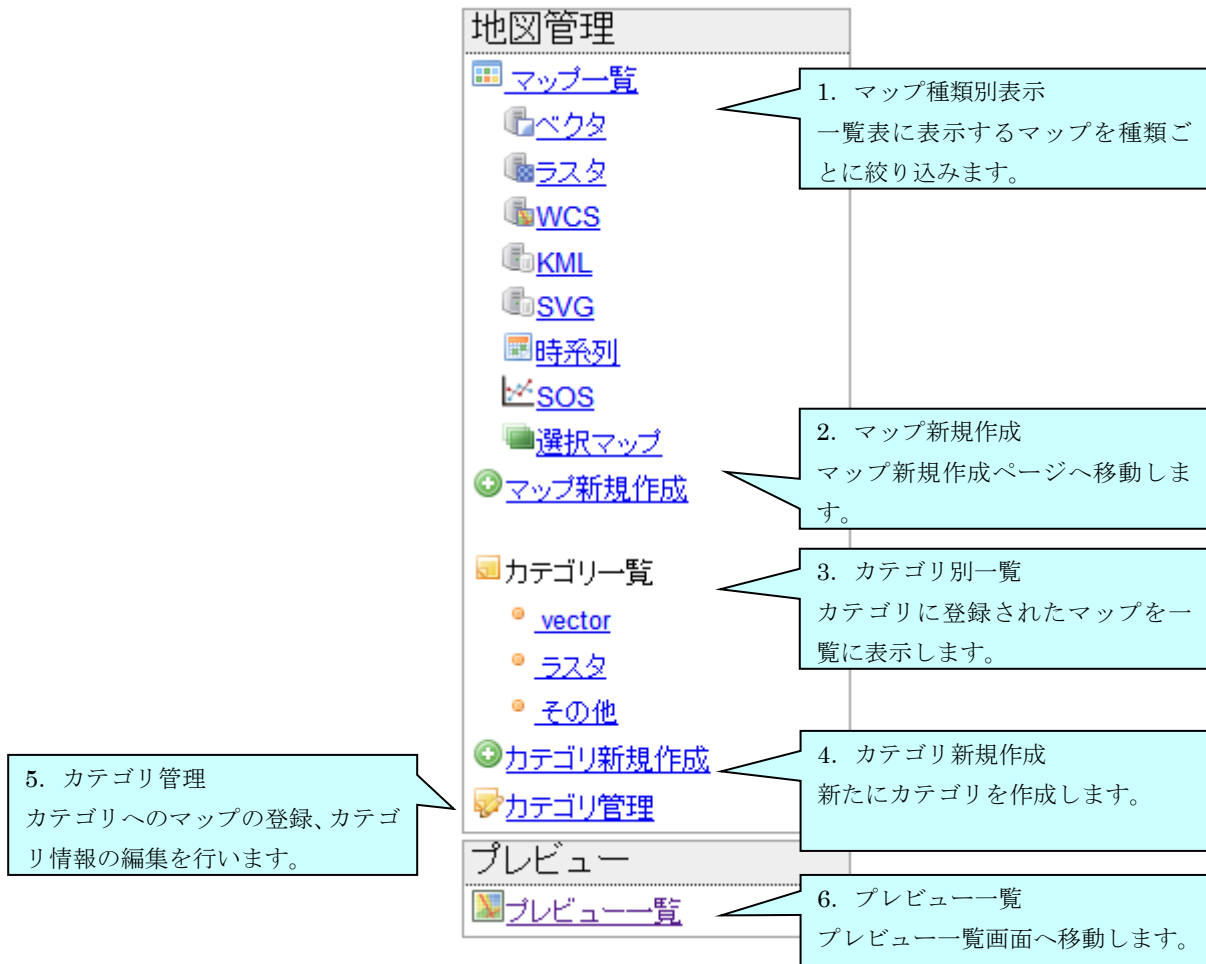 地図管理
マップ一覧
ベクタ
ラスタ
WCS
KML
SVG
時系列
SOS
選択マップ
マップ新規作成
カテゴリ一覧
vector
ラスタ
その他
カテゴリ新規作成
カテゴリ管理
プレビュー
プレビュー一覧
1. マップ種類別表示
一覧表に表示するマップを種類ご
とに絞り込みます。
2. マップ新規作成
マップ新規作成ページへ移動しま
す。
3. カテゴリ別一覧
カテゴリに登録されたマップを一
覧に表示します。
4. カテゴリ新規作成
新たにカテゴリを作成します。
5. カテゴリ管理
カテゴリへのマップの登録、カテゴ
リ情報の編集を行います。
6. プレビュー一覧
プレビュー一覧画面へ移動します。